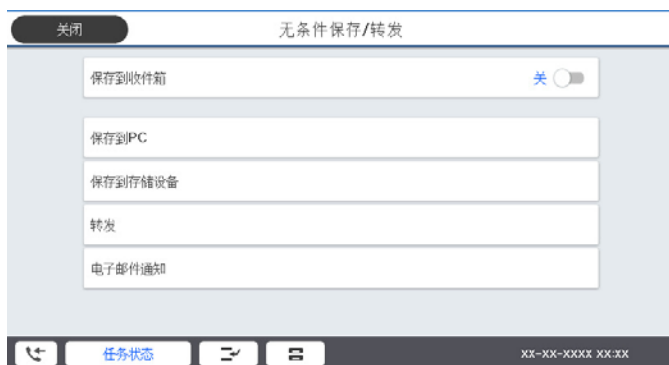 关闭
无条件保存/转发
保存到收件箱
关
保存到PC
保存到存储设备
转发
电子邮件通知
任务状态
XX-XX-XXXX XX:XX